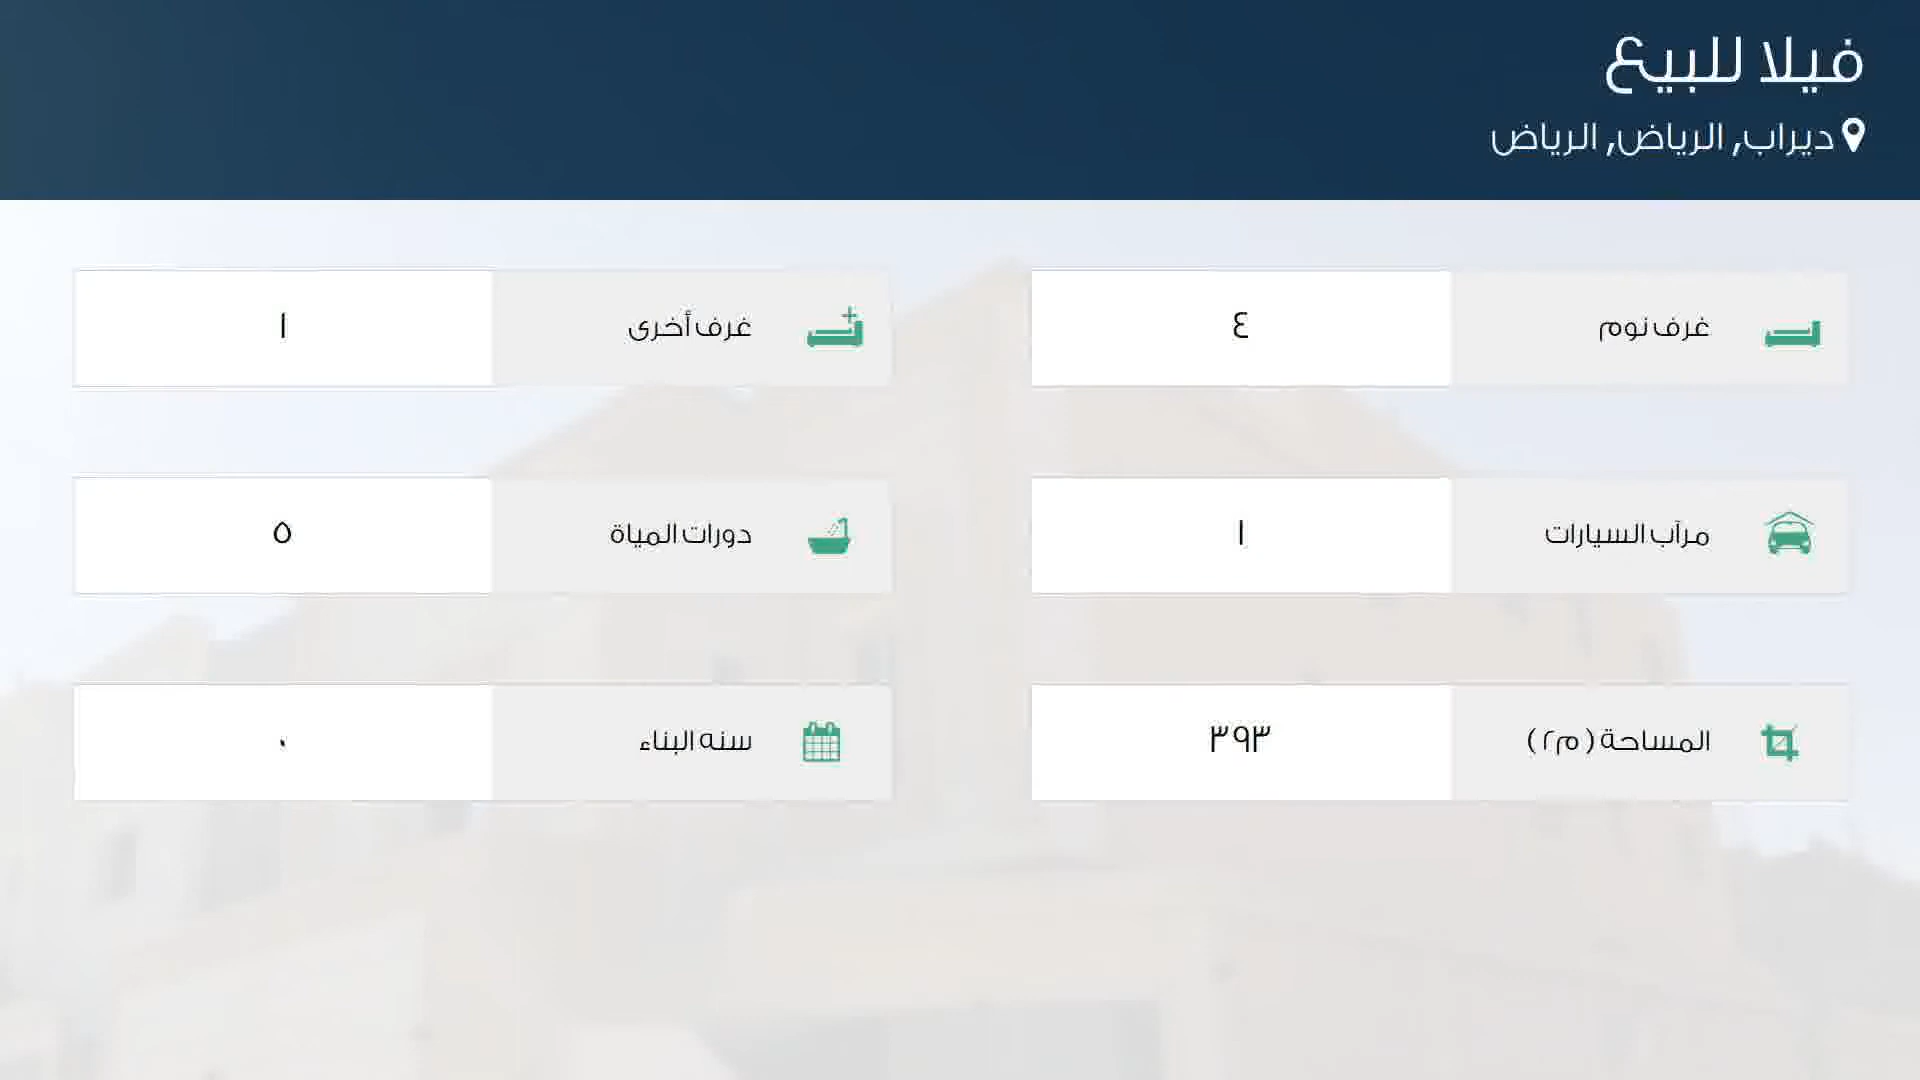 فيلا للبيع
ديراب, الرياض, الرياض
غرف نوم ٤
غرف أخرى ١
مرآب السيارات ١
دورات المياة ٥
المساحة (م٢) ٣٩٣
سنه البناء ٠